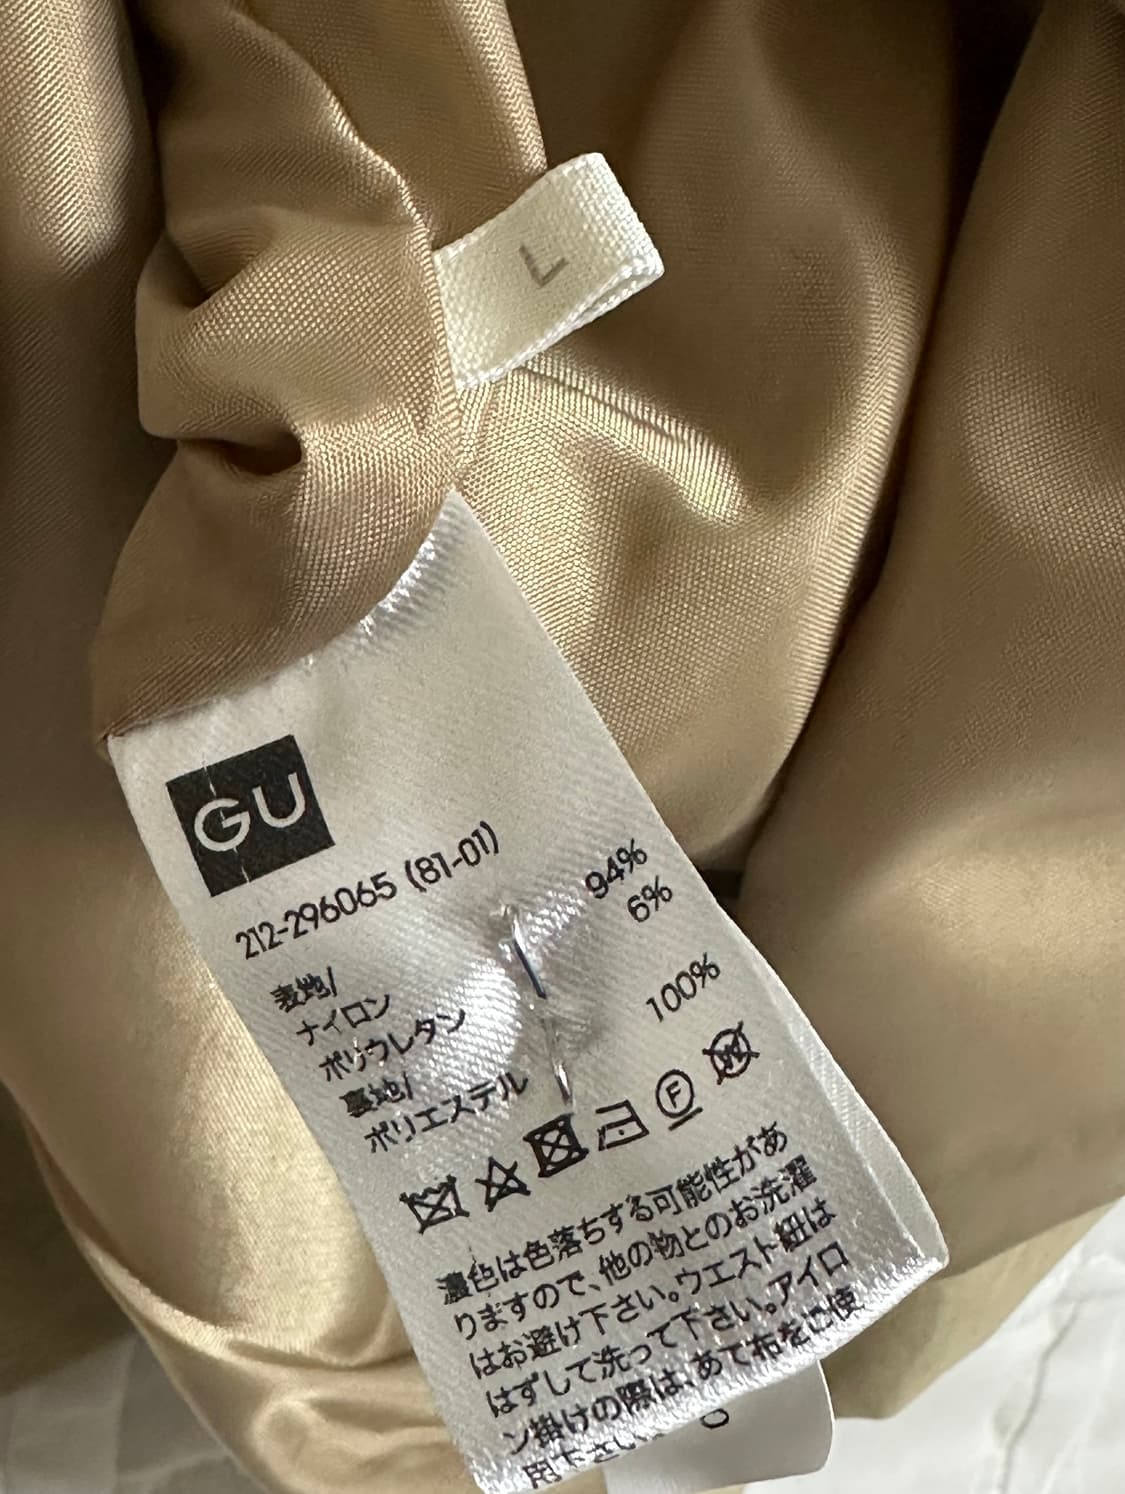 L
GU
212-296065 (81-01)
表地/
ナイロン 94%
ポリウレタン 6%
裏地/
ポリエステル 100%
F
W
濃色は色落ちする可能性があ
りますので、他の物とのお洗濯
はお避け下さい。ウエスト紐は
はずして洗って下さい。アイロ
ン掛けの際は、あて布をご使
用下さい